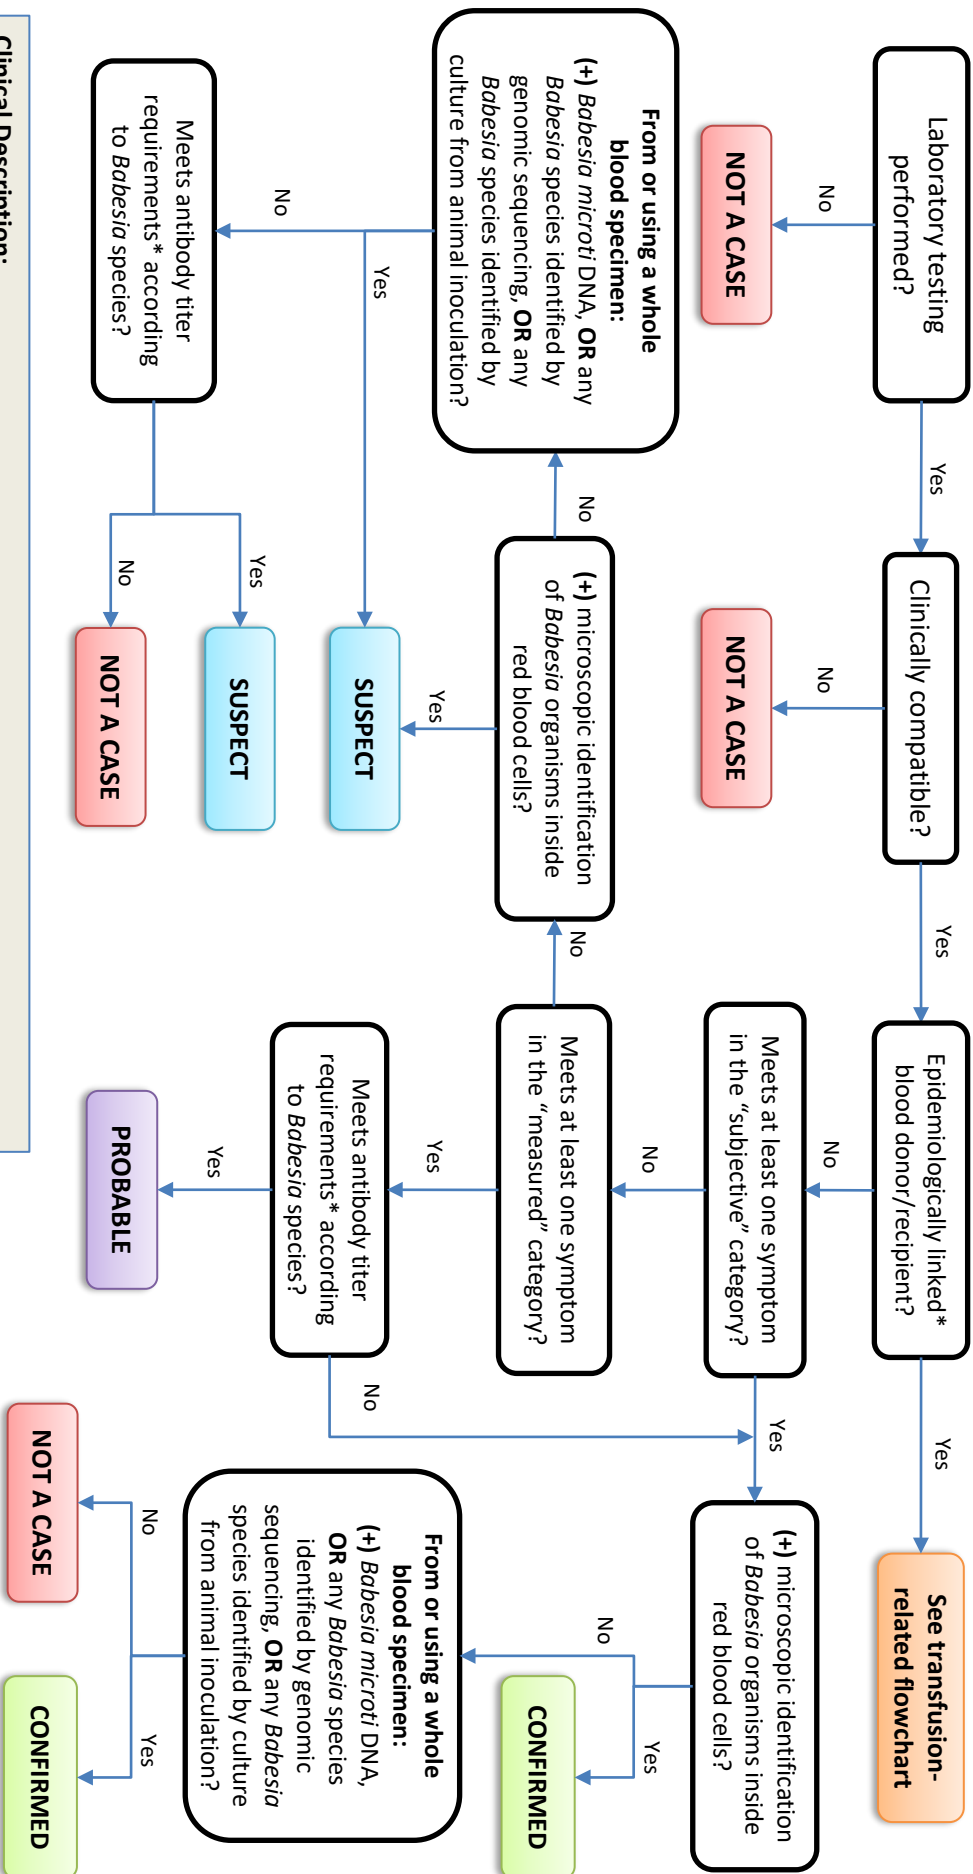 Laboratory testing
performed?
Yes
No
NOT A CASE
Clinically compatible?
Yes
No
NOT A CASE
Epidemiologically linked*
blood donor/recipient?
Yes
See transfusion-
related flowchart
No
Meets at least one symptom
in the “subjective” category?
Yes
No
Meets at least one symptom
in the “measured” category?
No
Yes
Meets antibody titer
requirements* according
to Babesia species?
No
Yes
PROBABLE
(+) microscopic identification
of Babesia organisms inside
red blood cells?
No
Yes
CONFIRMED
From or using a whole
blood specimen:
(+) Babesia microti DNA,
OR any Babesia species
identified by genomic
sequencing, OR any Babesia
species identified by culture
from animal inoculation?
No
Yes
NOT A CASE
CONFIRMED
(+) microscopic identification
of Babesia organisms inside
red blood cells?
No
Yes
SUSPECT
From or using a whole
blood specimen:
(+) Babesia microti DNA, OR any
Babesia species identified by
genomic sequencing, OR any
Babesia species identified by
culture from animal inoculation?
Yes
No
Meets antibody titer
requirements* according
to Babesia species?
Yes
SUSPECT
No
NOT A CASE
Clinical Description: